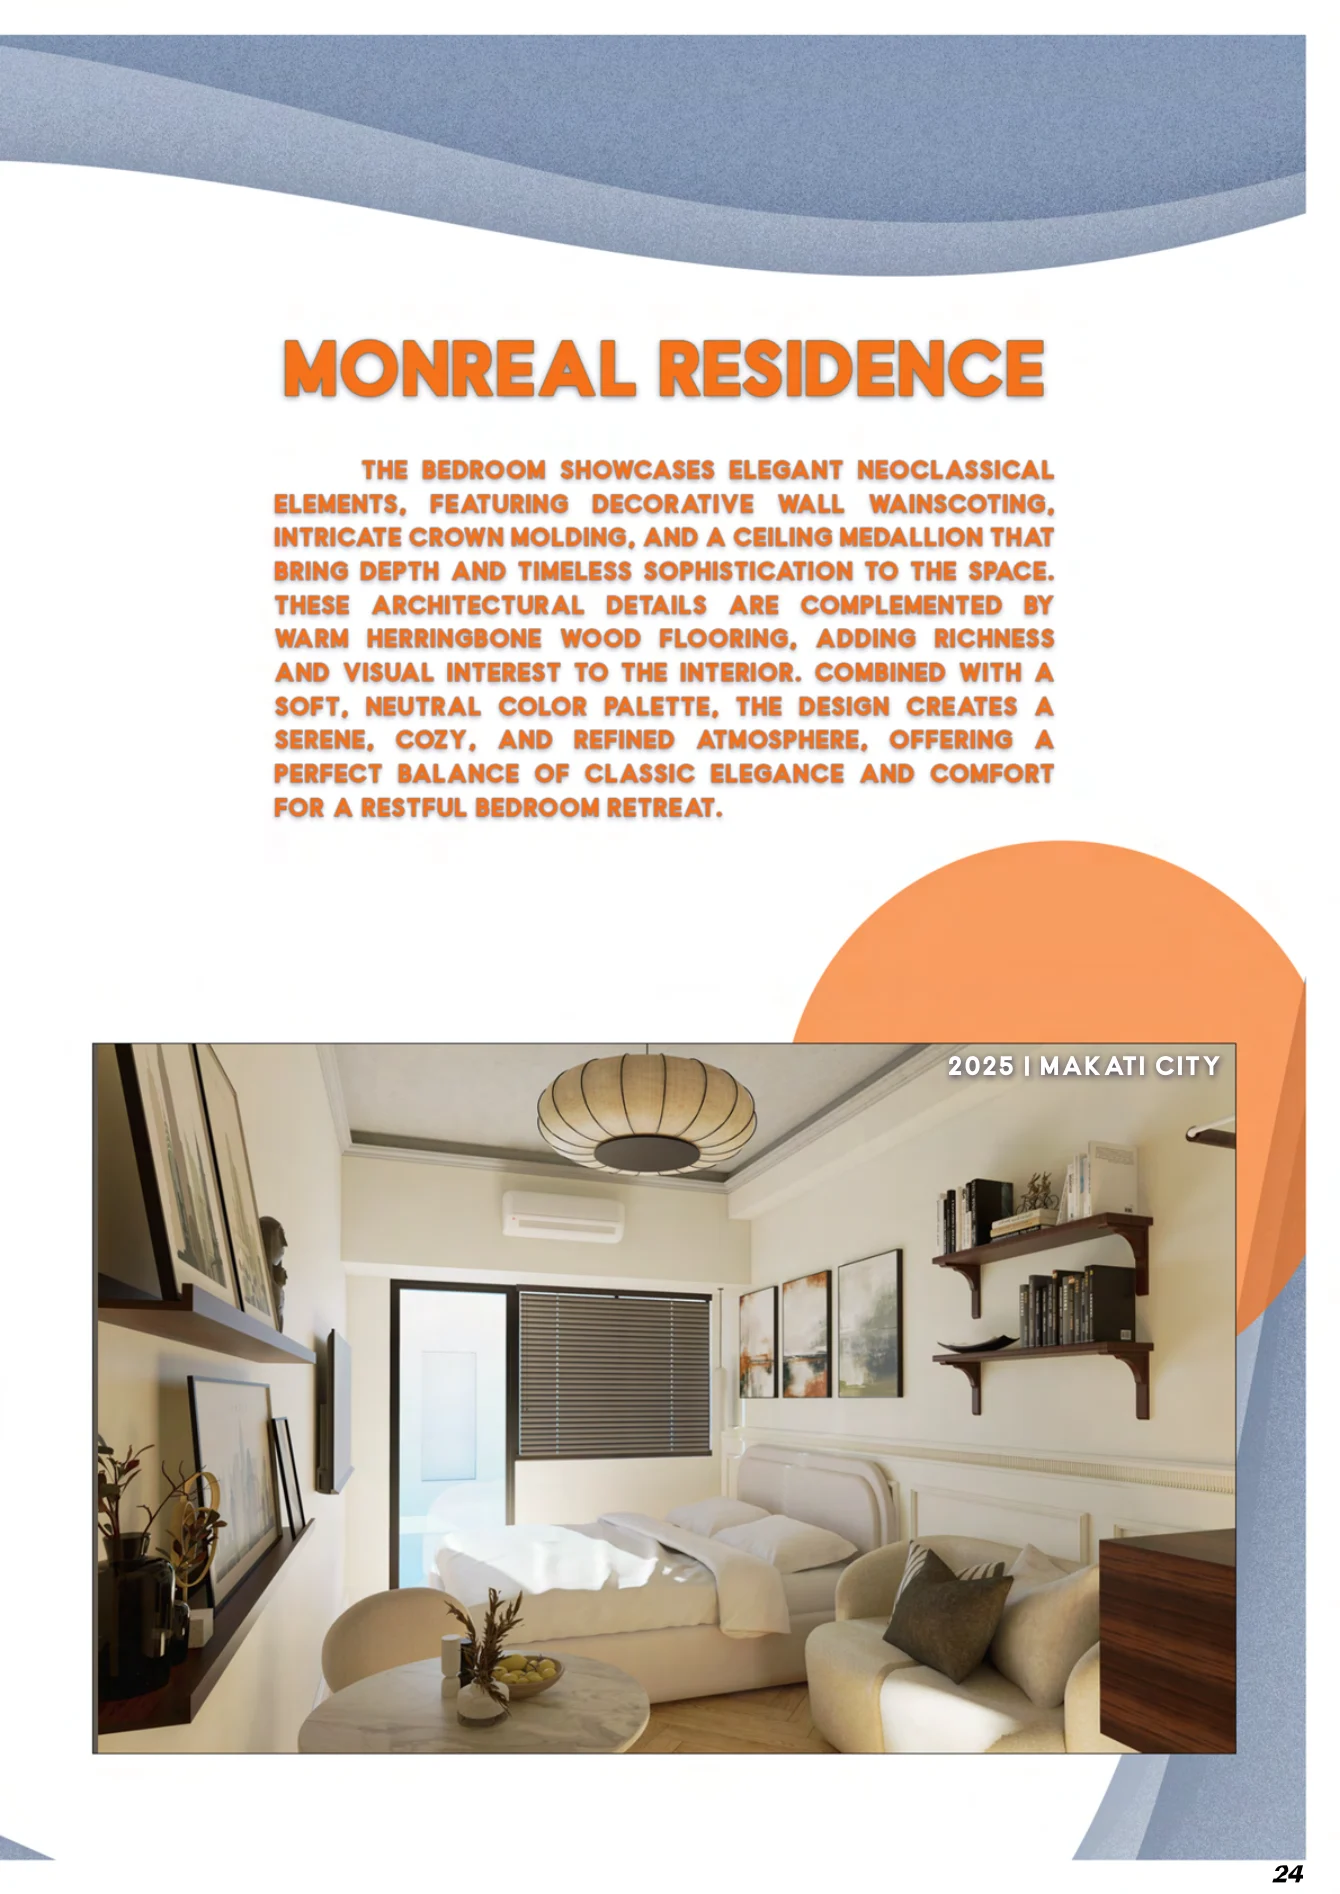 MONREAL RESIDENCE
THE BEDROOM SHOWCASES ELEGANT NEOCLASSICAL
ELEMENTS, FEATURING DECORATIVE WALL WAINSCOTING,
INTRICATE CROWN MOLDING, AND A CEILING MEDALLION THAT
BRING DEPTH AND TIMELESS SOPHISTICATION TO THE SPACE.
THESE ARCHITECTURAL DETAILS ARE COMPLEMENTED BY
WARM HERRINGBONE WOOD FLOORING, ADDING RICHNESS
AND VISUAL INTEREST TO THE INTERIOR. COMBINED WITH A
SOFT, NEUTRAL COLOR PALETTE, THE DESIGN CREATES A
SERENE, COZY, AND REFINED ATMOSPHERE, OFFERING A
PERFECT BALANCE OF CLASSIC ELEGANCE AND COMFORT
FOR A RESTFUL BEDROOM RETREAT.
2025 | MAKATI CITY
24